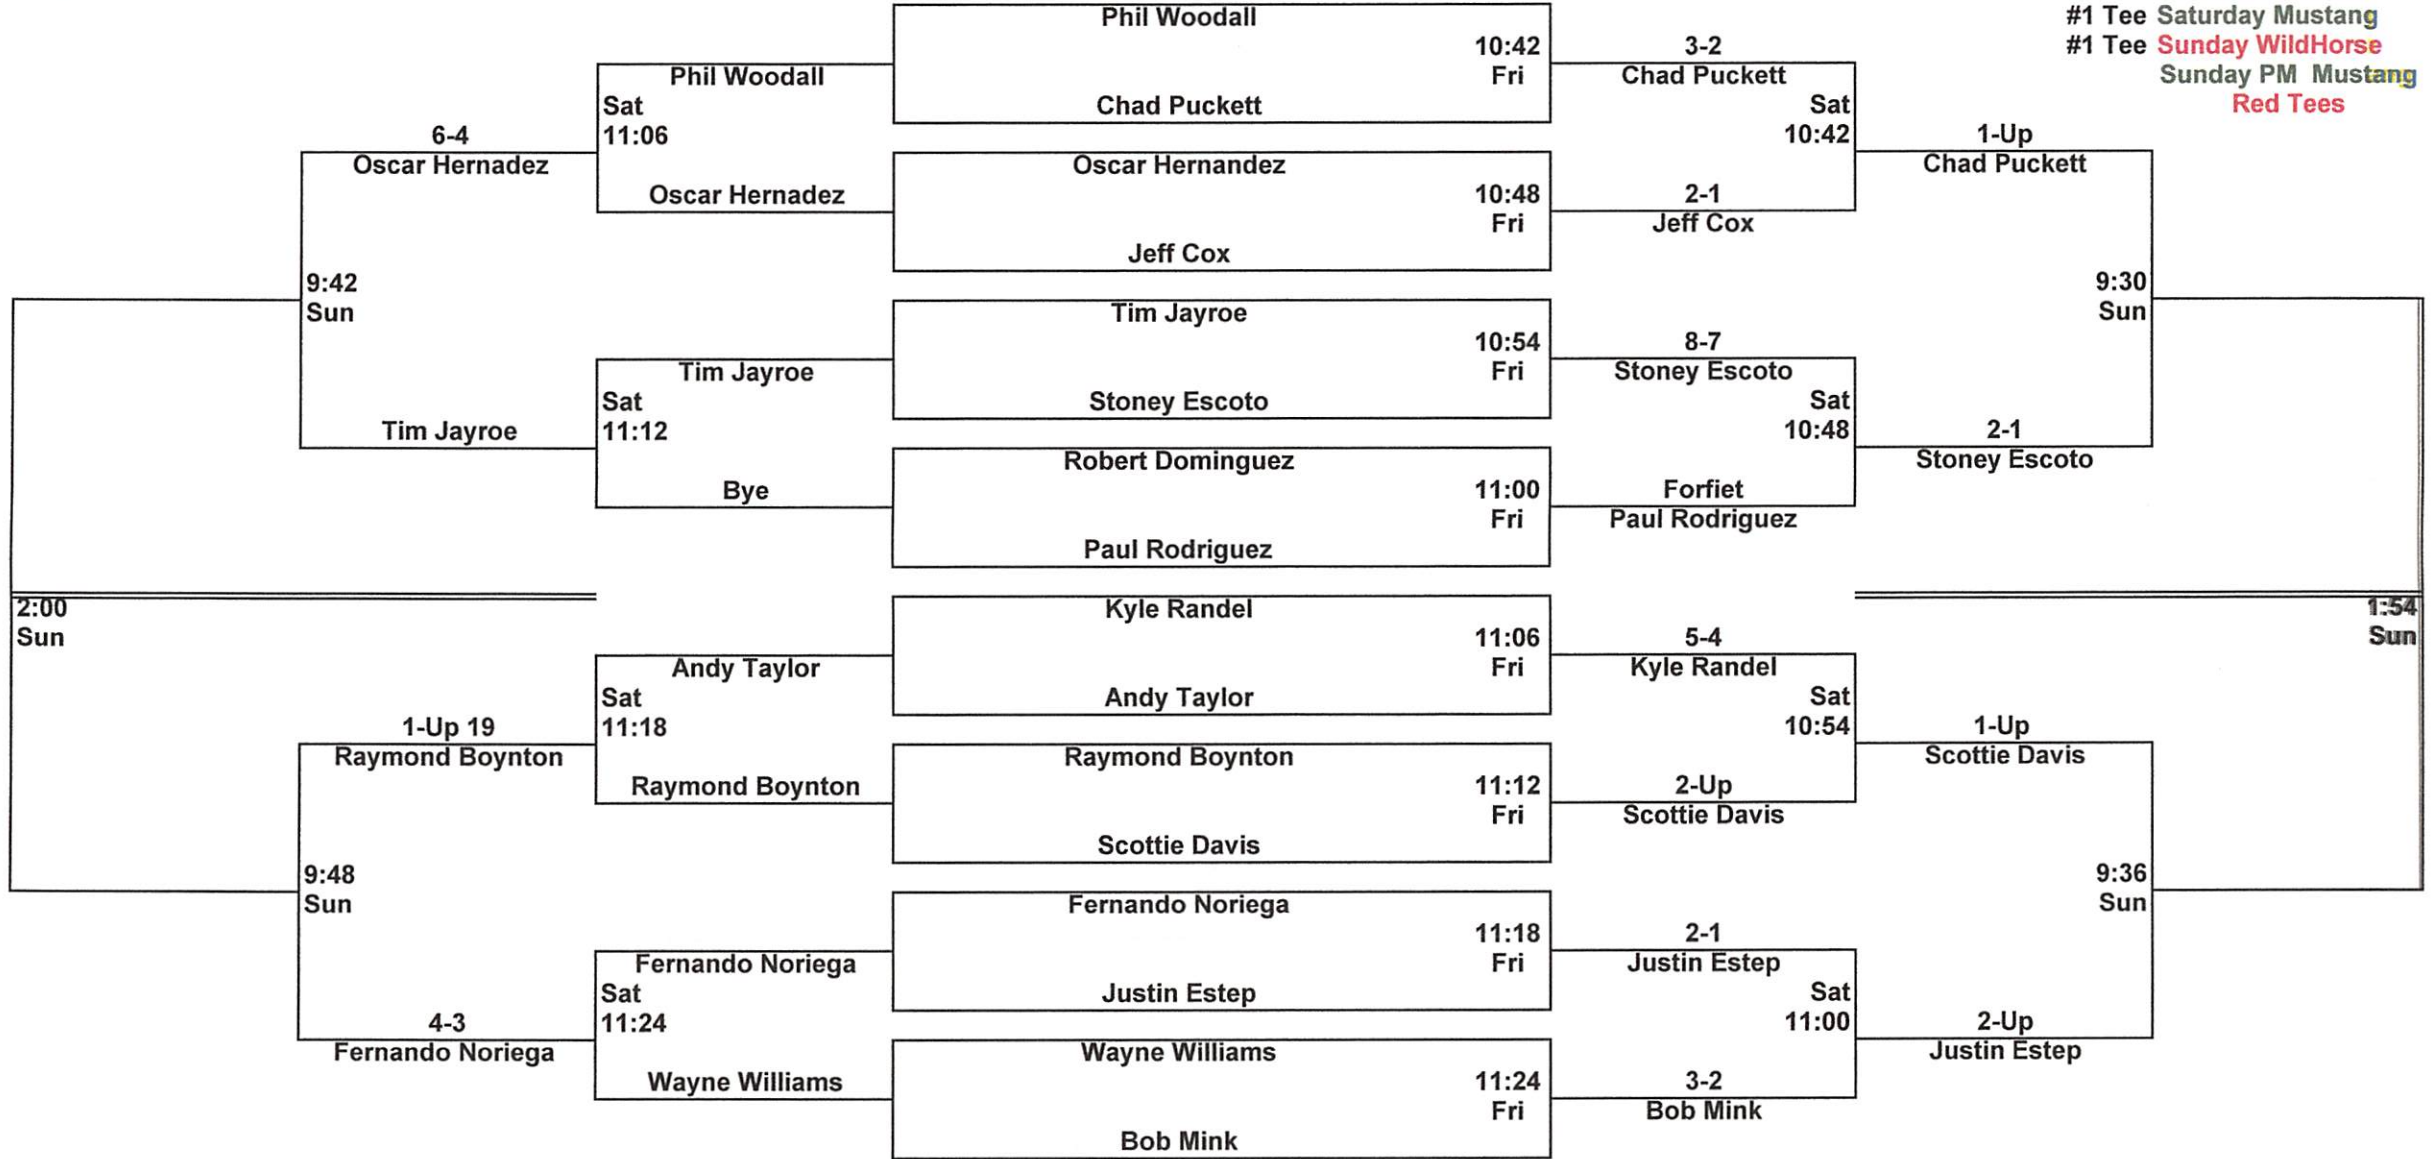 #1 Tee Saturday Mustang
#1 Tee Sunday WildHorse
Sunday PM Mustang
Red Tees
Phil Woodall
10:42
Fri
Chad Puckett
Oscar Hernandez
10:48
Fri
Jeff Cox
Tim Jayroe
10:54
Fri
Stoney Escoto
Robert Dominguez
11:00
Fri
Paul Rodriguez
Kyle Randel
11:06
Fri
Andy Taylor
Raymond Boynton
11:12
Fri
Scottie Davis
Fernando Noriega
11:18
Fri
Justin Estep
Wayne Williams
11:24
Fri
Bob Mink
Phil Woodall
Sat
11:06
Oscar Hernadez
Tim Jayroe
Sat
11:12
Bye
Andy Taylor
Sat
11:18
Raymond Boynton
Fernando Noriega
Sat
11:24
Wayne Williams
6-4
Oscar Hernadez
9:42
Sun
Tim Jayroe
1-Up 19
Raymond Boynton
9:48
Sun
4-3
Fernando Noriega
2:00
Sun
3-2
Chad Puckett
Sat
10:42
2-1
Jeff Cox
8-7
Stoney Escoto
Sat
10:48
Forfiet
Paul Rodriguez
5-4
Kyle Randel
Sat
10:54
2-Up
Scottie Davis
2-1
Justin Estep
Sat
11:00
3-2
Bob Mink
1-Up
Chad Puckett
9:30
Sun
2-1
Stoney Escoto
1-Up
Scottie Davis
9:36
Sun
2-Up
Justin Estep
1:54
Sun